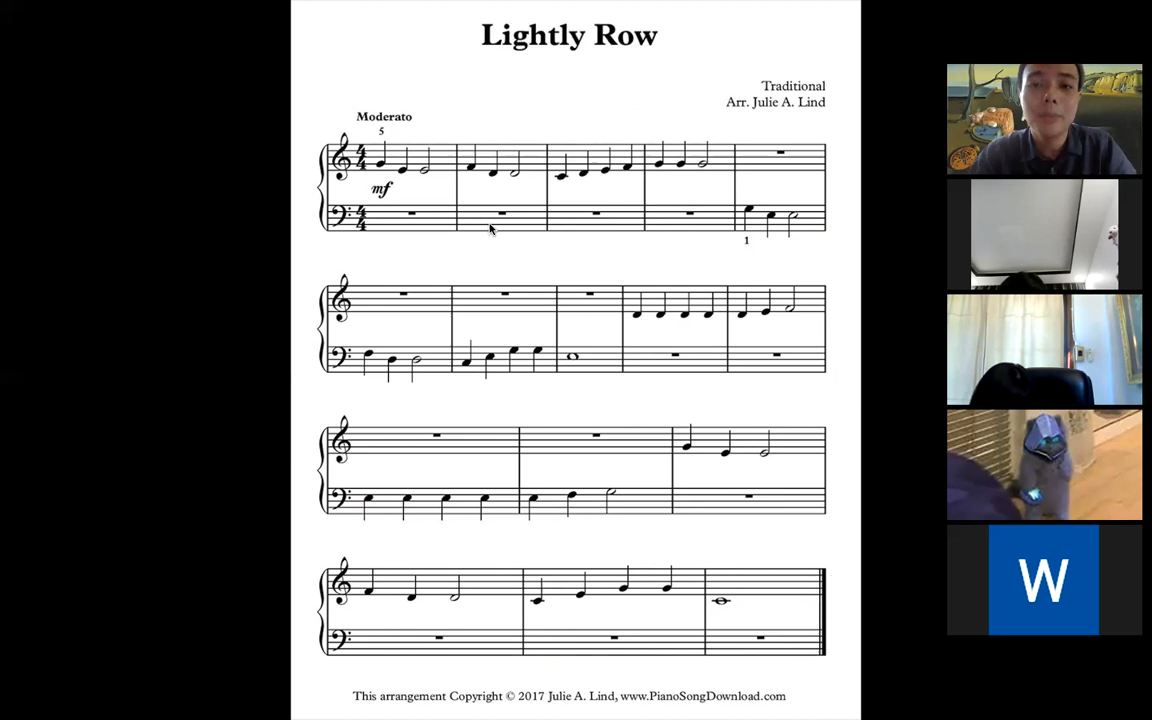 Lightly Row
Traditional
Arr. Julie A. Lind
Moderato
5
mf
1
This arrangement Copyright © 2017 Julie A. Lind, www.PianoSongDownload.com
W